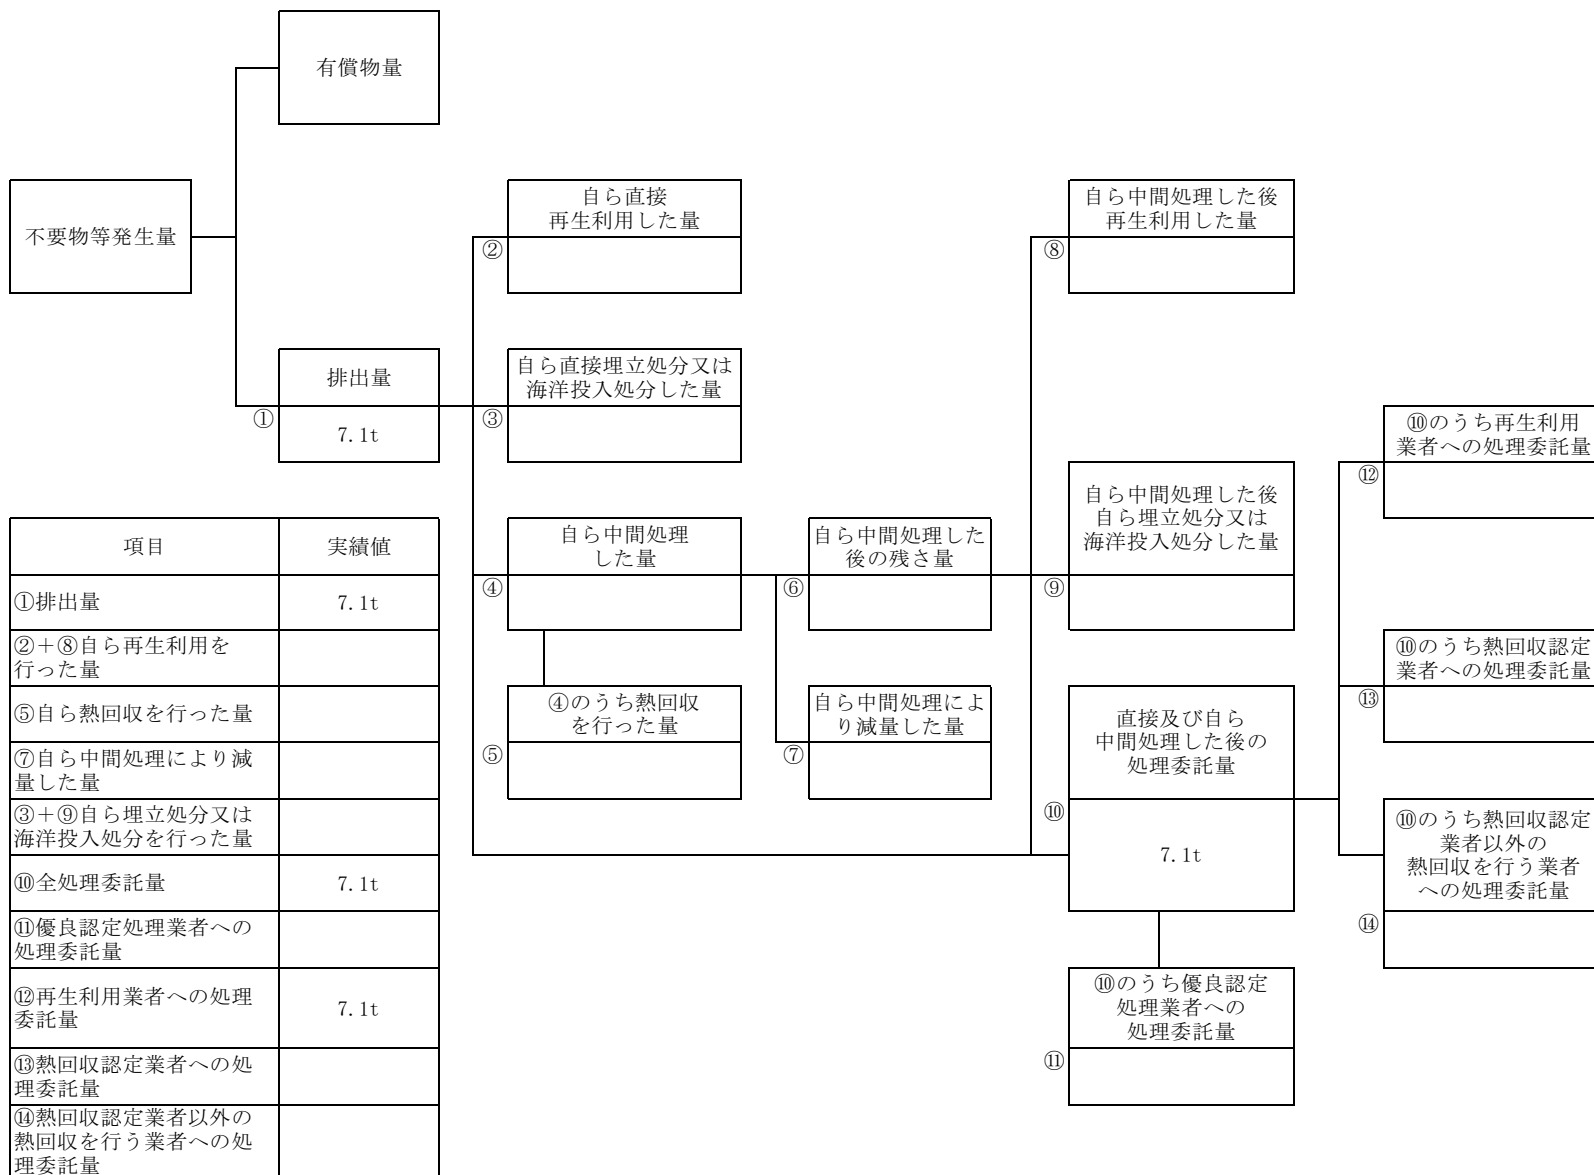 有償物量
不要物等発生量
自ら直接
再生利用した量
②
自ら中間処理した後
再生利用した量
⑧
排出量
①
7.1t
自ら直接埋立処分又は
海洋投入処分した量
③
⑩のうち再生利用
業者への処理委託量
⑫
自ら中間処理
した量
④
自ら中間処理した
後の残さ量
⑥
自ら中間処理した後
自ら埋立処分又は
海洋投入処分した量
⑨
④のうち熱回収
を行った量
⑤
自ら中間処理によ
り減量した量
⑦
直接及び自ら
中間処理した後の
処理委託量
⑩
7.1t
⑩のうち熱回収認定
業者への処理委託量
⑬
⑩のうち熱回収認定
業者以外の
熱回収を行う業者
への処理委託量
⑭
⑩のうち優良認定
処理業者への
処理委託量
⑪
項目 実績値
①排出量 7.1t
②+⑧自ら再生利用を
行った量
⑤自ら熱回収を行った量
⑦自ら中間処理により減
量した量
③+⑨自ら埋立処分又は
海洋投入処分を行った量
⑩全処理委託量 7.1t
⑪優良認定処理業者への
処理委託量
⑫再生利用業者への処理
委託量 7.1t
⑬熱回収認定業者への処
理委託量
⑭熱回収認定業者以外の
熱回収を行う業者への処
理委託量